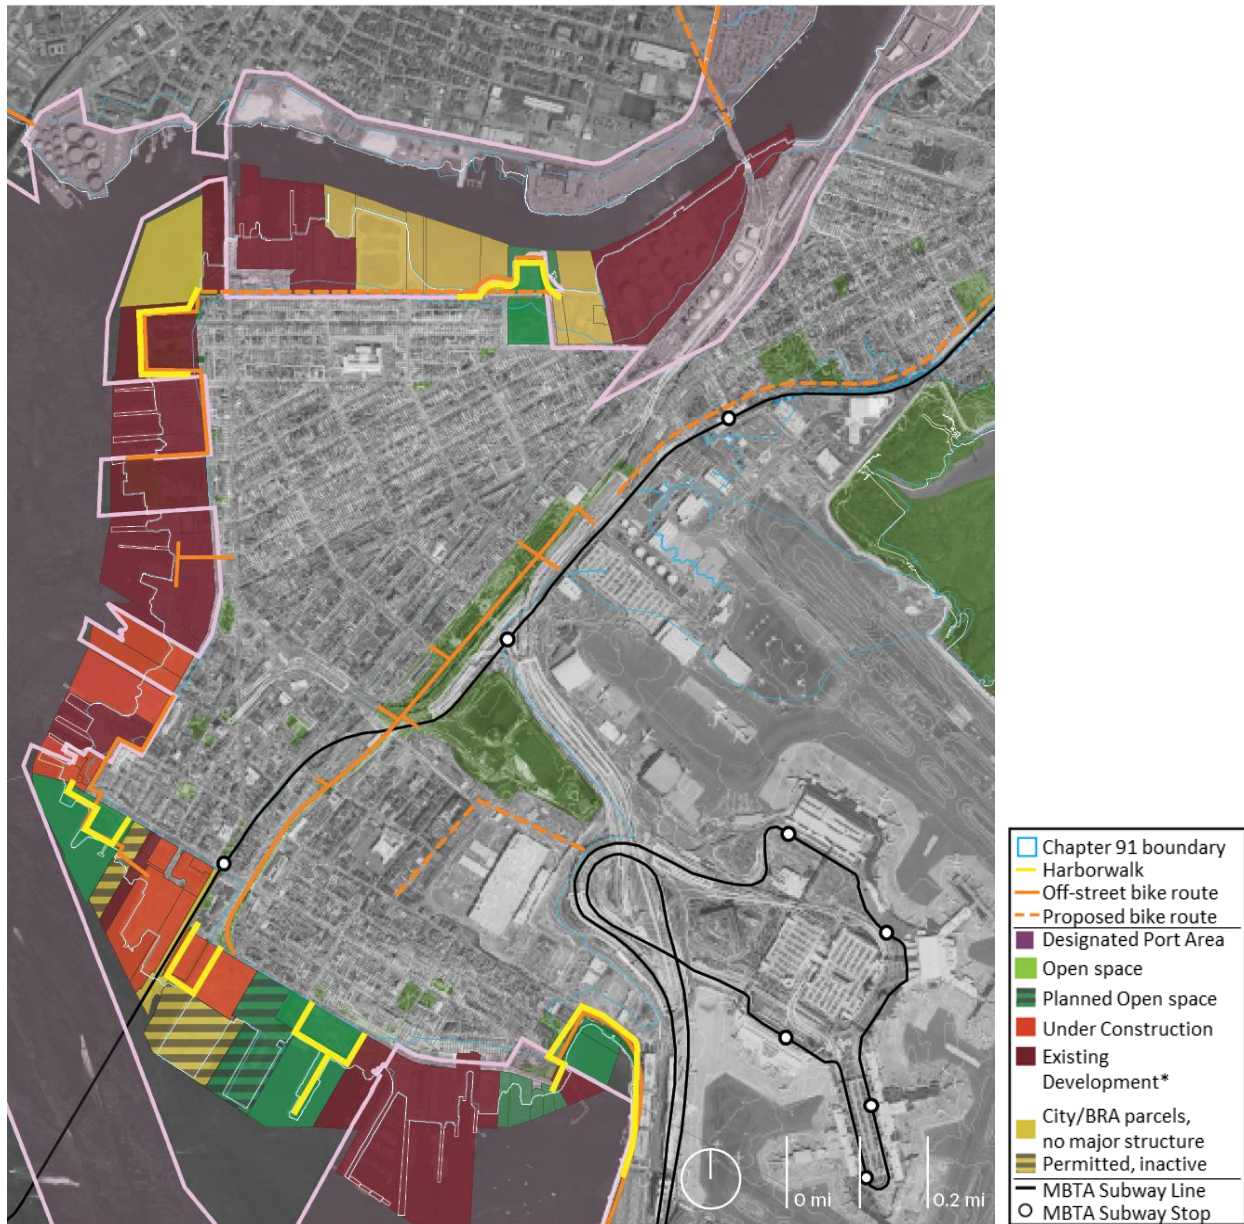 Chapter 91 boundary
Harborwalk
Off-street bike route
Proposed bike route
Designated Port Area
Open space
Planned Open space
Under Construction
Existing
Development*
City/BRA parcels,
no major structure
Permitted, inactive
MBTA Subway Line
MBTA Subway Stop
0 mi
0.2 mi